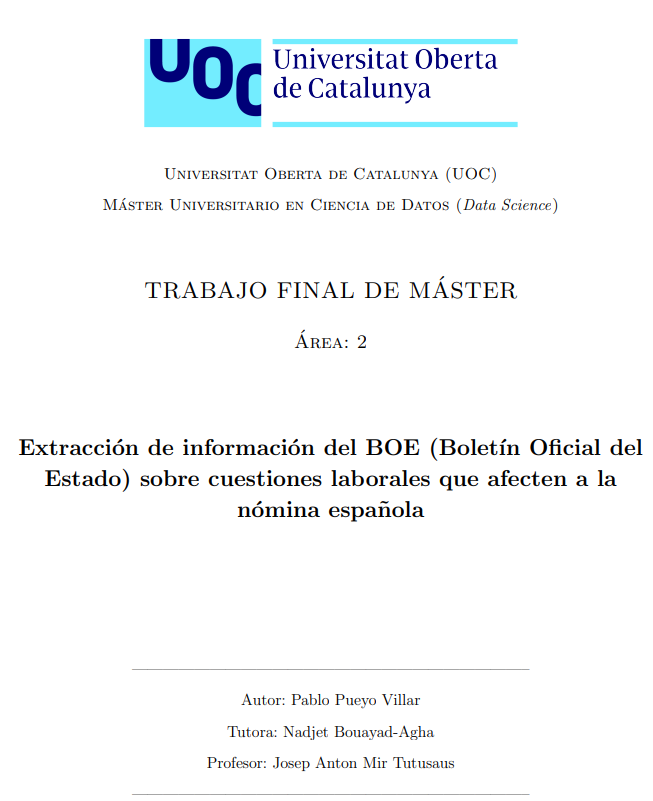 UOC
Universitat Oberta
de Catalunya
Universitat Oberta de Catalunya (UOC)
Máster Universitario en Ciencia de Datos (Data Science)
TRABAJO FINAL DE MÁSTER
Área: 2
Extracción de información del BOE (Boletín Oficial del
Estado) sobre cuestiones laborales que afecten a la
nómina española
Autor: Pablo Pueyo Villar
Tutora: Nadjet Bouayad-Agha
Profesor: Josep Anton Mir Tutusaus